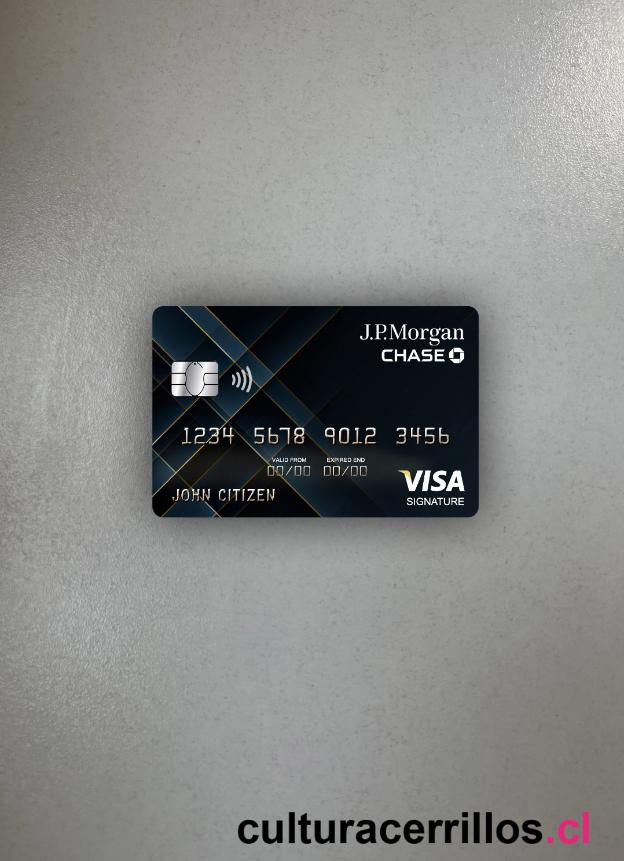 J.P.Morgan
CHASE
1234 5678 9012 3456
VALID FROM EXPIRED END
00/00 00/00
JOHN CITIZEN
VISA
SIGNATURE
culturacerrillos.cl